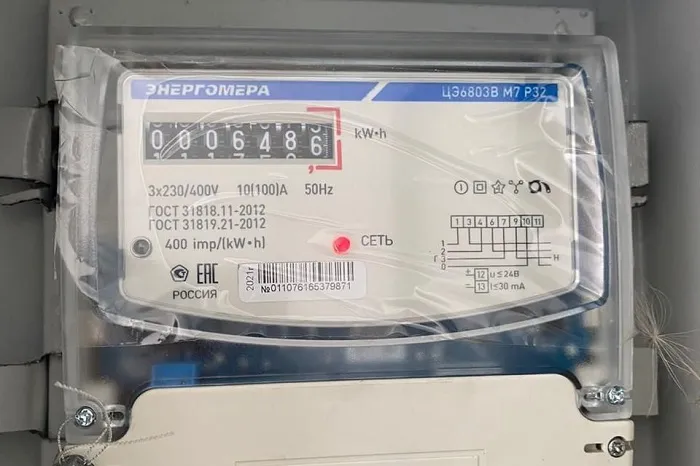 ЭНЕРГОМЕРА ЦЭ6803В М7 Р32
0006486 kW•h
3x230/400V 10(100)A 50Hz
ГОСТ 31818.11-2012
ГОСТ 31819.21-2012
400 imp/(kW•h) СЕТЬ
1 3 4 6 7 9 10 11
1
2
Г 3 Н
0
± 12 u≤24В
13 I≤30 mA
ЕАС
РОССИЯ
2021г
№011076165379871